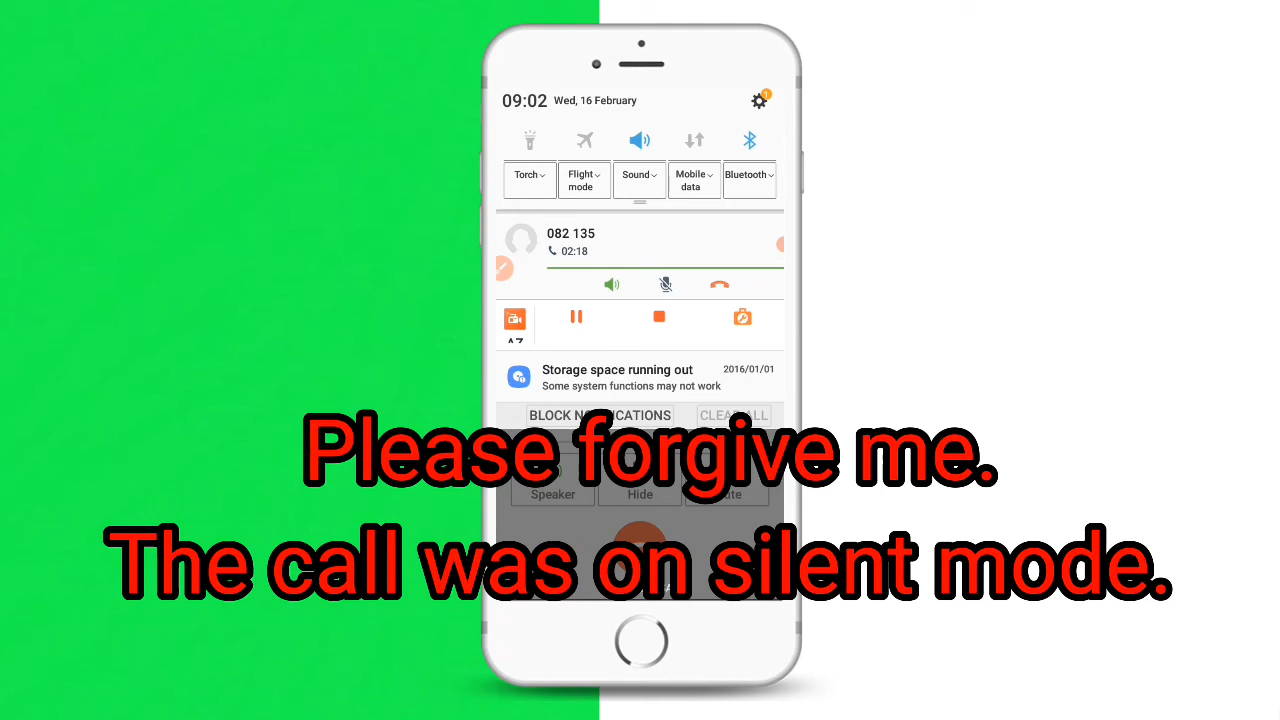 09:02 Wed, 16 February
1
Torch
Flight mode
Sound
Mobile data
Bluetooth
082 135
02:18
Storage space running out 2016/01/01
Some system functions may not work
BLOCK NOTIFICATIONS CLEAR ALL
Please forgive me.
Speaker Hide
The call was on silent mode.